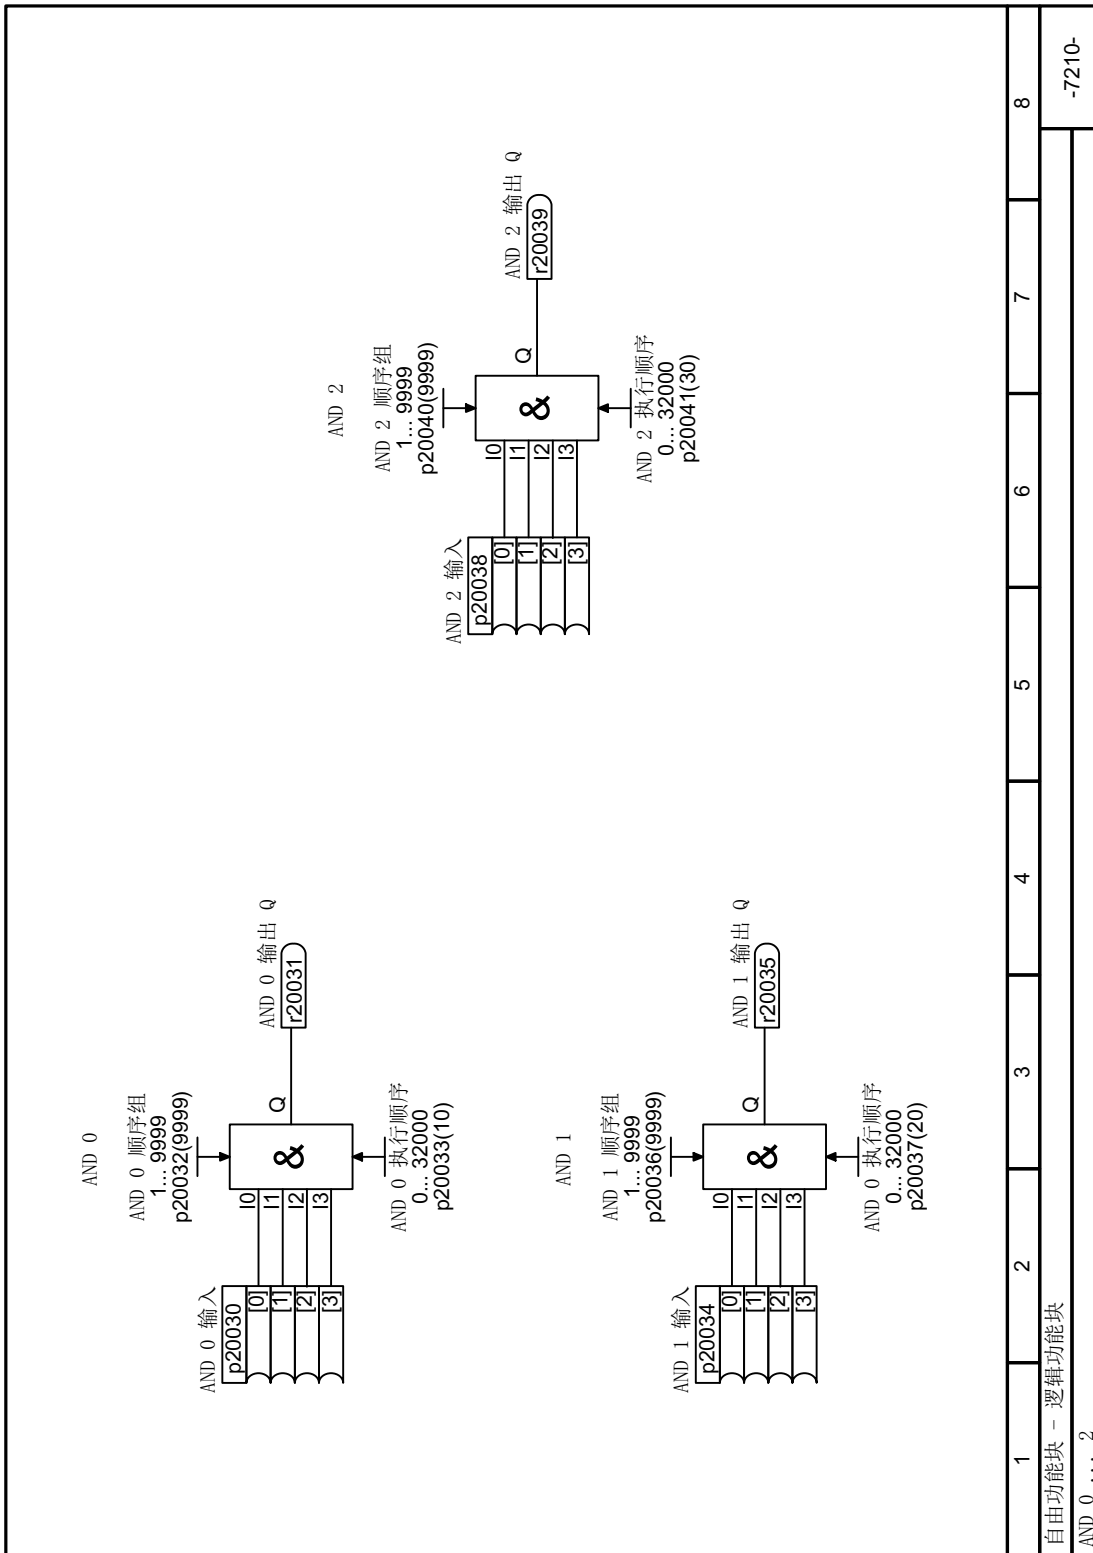 AND 0
AND 0 顺序组
1... 9999
p20032(9999)
AND 0 输入
p20030
[0]
[1]
[2]
[3]
I0
I1
I2
I3
&
Q
AND 0 输出 Q
r20031
AND 0 执行顺序
0... 32000
p20033(10)
AND 1
AND 1 顺序组
1... 9999
p20036(9999)
AND 1 输入
p20034
[0]
[1]
[2]
[3]
I0
I1
I2
I3
&
Q
AND 1 输出 Q
r20035
AND 0 执行顺序
0... 32000
p20037(20)
AND 2
AND 2 顺序组
1... 9999
p20040(9999)
AND 2 输入
p20038
[0]
[1]
[2]
[3]
I0
I1
I2
I3
&
Q
AND 2 输出 Q
r20039
AND 2 执行顺序
0... 32000
p20041(30)
1 2 3 4 5 6 7 8
自由功能块 - 逻辑功能块
-7210-
AND 0 ... 2